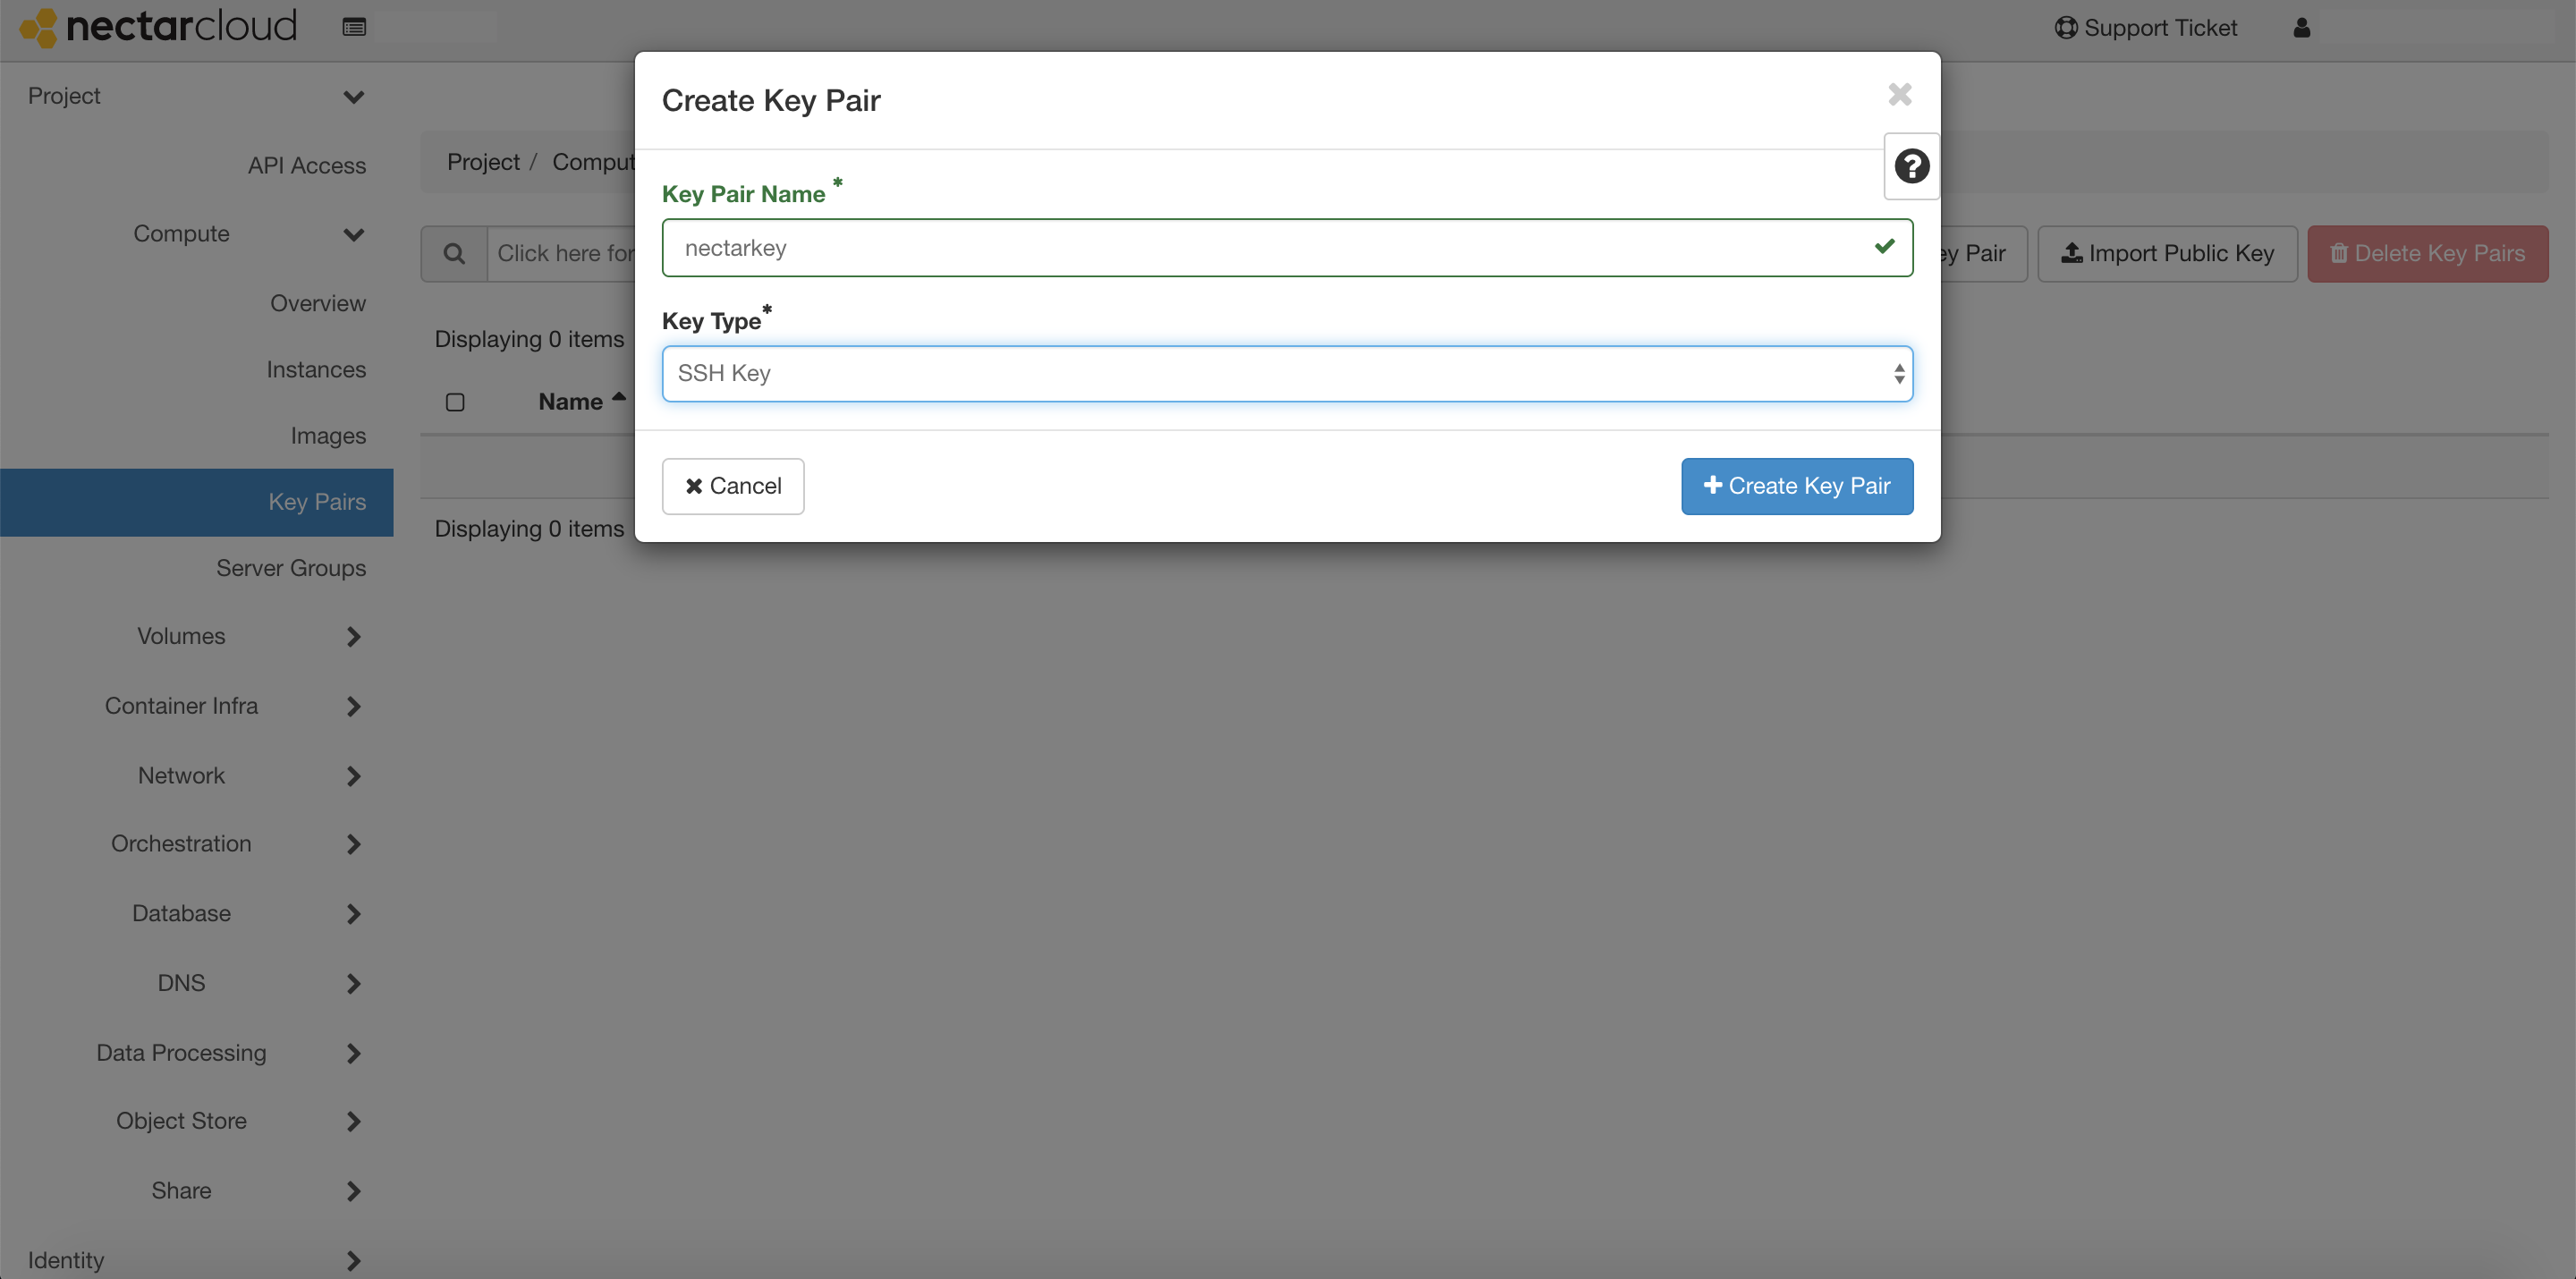 nectarcloud
Support Ticket
Project
API Access
Compute
Overview
Instances
Images
Key Pairs
Server Groups
Volumes
Container Infra
Network
Orchestration
Database
DNS
Data Processing
Object Store
Share
Identity
Project / Comput
Click here for
ey Pair
Import Public Key
Delete Key Pairs
Displaying 0 items
Name
Displaying 0 items
Create Key Pair
Key Pair Name *
nectarkey
Key Type*
SSH Key
Cancel
Create Key Pair